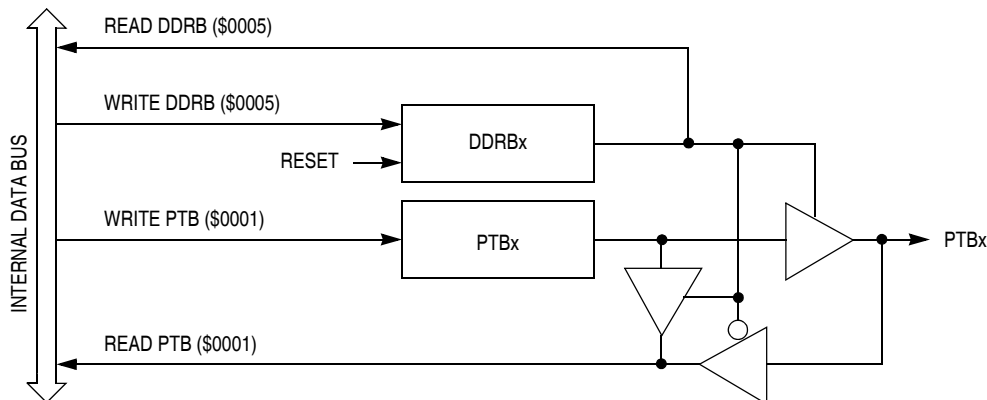 READ DDRB ($0005)
WRITE DDRB ($0005)
DDRBx
RESET
WRITE PTB ($0001)
PTBx
PTBx
READ PTB ($0001)
INTERNAL DATA BUS